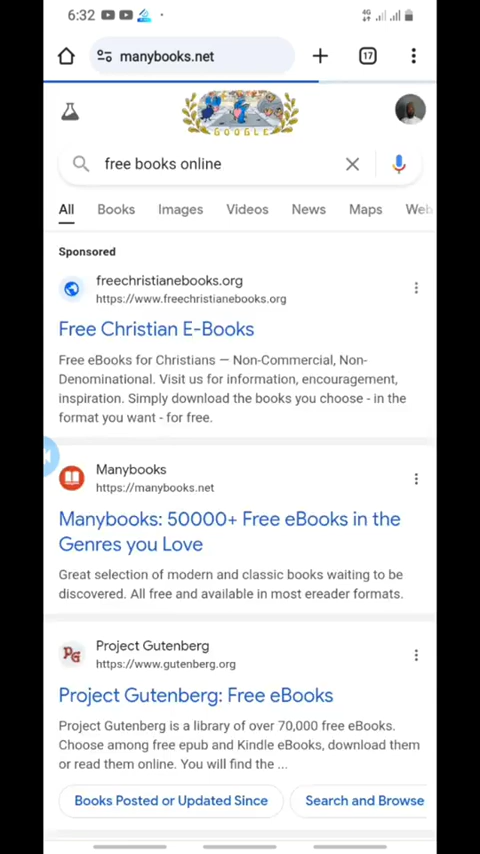 6:32
4G
manybooks.net
17
GOOGLE
free books online
All Books Images Videos News Maps Web
Sponsored
freechristianebooks.org
https://www.freechristianebooks.org
Free Christian E-Books
Free eBooks for Christians — Non-Commercial, Non-
Denominational. Visit us for information, encouragement,
inspiration. Simply download the books you choose - in the
format you want - for free.
Manybooks
https://manybooks.net
Manybooks: 50000+ Free eBooks in the
Genres you Love
Great selection of modern and classic books waiting to be
discovered. All free and available in most ereader formats.
PG
Project Gutenberg
https://www.gutenberg.org
Project Gutenberg: Free eBooks
Project Gutenberg is a library of over 70,000 free eBooks.
Choose among free epub and Kindle eBooks, download them
or read them online. You will find the ...
Books Posted or Updated Since
Search and Browse